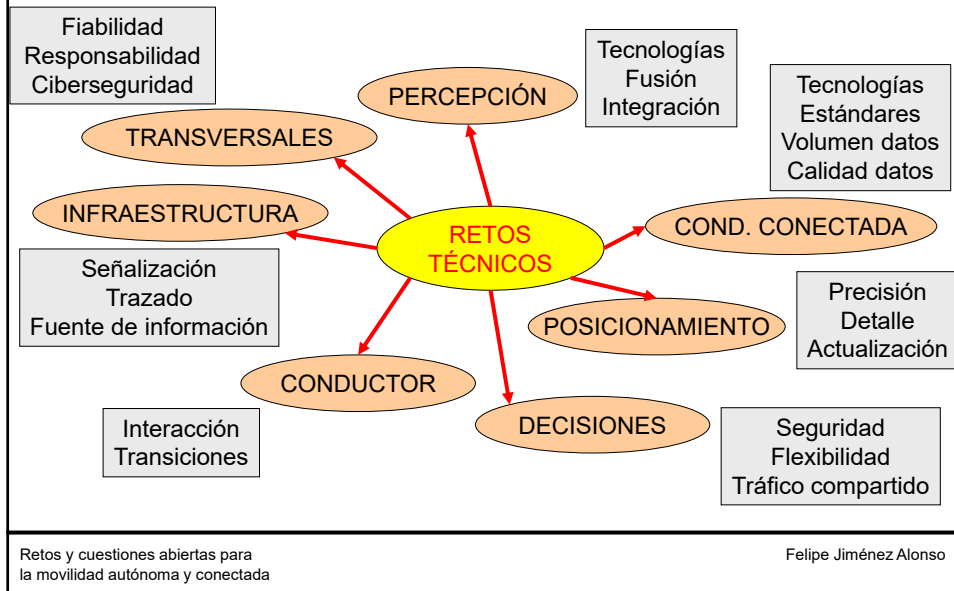 Fiabilidad
Responsabilidad
Ciberseguridad
PERCEPCIÓN
Tecnologías
Fusión
Integración
Tecnologías
Estándares
Volumen datos
Calidad datos
TRANSVERSALES
INFRAESTRUCTURA
RETOS
TÉCNICOS
COND. CONECTADA
Señalización
Trazado
Fuente de información
POSICIONAMIENTO
Precisión
Detalle
Actualización
CONDUCTOR
DECISIONES
Interacción
Transiciones
Seguridad
Flexibilidad
Tráfico compartido
Retos y cuestiones abiertas para
la movilidad autónoma y conectada
Felipe Jiménez Alonso